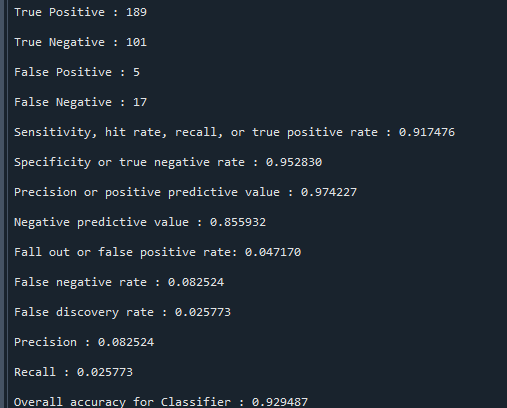 True Positive : 189
True Negative : 101
False Positive : 5
False Negative : 17
Sensitivity, hit rate, recall, or true positive rate : 0.917476
Specificity or true negative rate : 0.952830
Precision or positive predictive value : 0.974227
Negative predictive value : 0.855932
Fall out or false positive rate: 0.047170
False negative rate : 0.082524
False discovery rate : 0.025773
Precision : 0.082524
Recall : 0.025773
Overall accuracy for Classifier : 0.929487